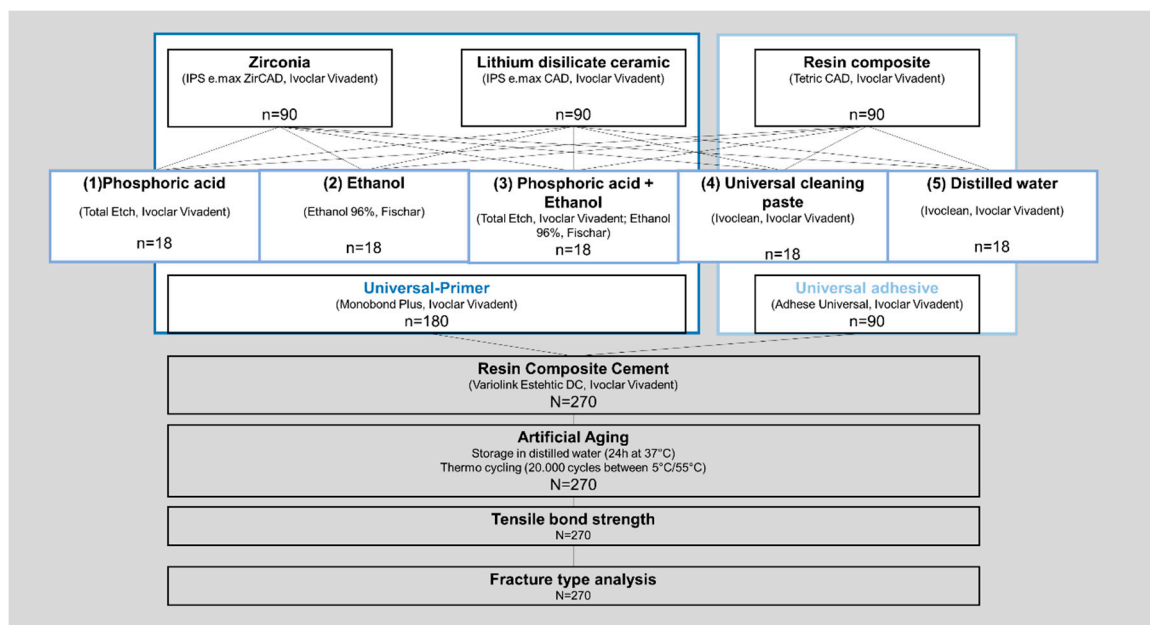 Zirconia
(IPS e.max ZirCAD, Ivoclar Vivadent)
n=90
Lithium disilicate ceramic
(IPS e.max CAD, Ivoclar Vivadent)
n=90
Resin composite
(Tetric CAD, Ivoclar Vivadent)
n=90
(1)Phosphoric acid
(Total Etch, Ivoclar Vivadent)
n=18
(2) Ethanol
(Ethanol 96%, Fischar)
n=18
(3) Phosphoric acid +
Ethanol
(Total Etch, Ivoclar Vivadent; Ethanol
96%, Fischar)
n=18
(4) Universal cleaning
paste
(Ivoclean, Ivoclar Vivadent)
n=18
(5) Distilled water
(Ivoclean, Ivoclar Vivadent)
n=18
Universal-Primer
(Monobond Plus, Ivoclar Vivadent)
n=180
Universal adhesive
(Adhese Universal, Ivoclar Vivadent)
n=90
Resin Composite Cement
(Variolink Estehtic DC, Ivoclar Vivadent)
N=270
Artificial Aging
Storage in distilled water (24h at 37°C)
Thermo cycling (20.000 cycles between 5°C/55°C)
N=270
Tensile bond strength
N=270
Fracture type analysis
N=270